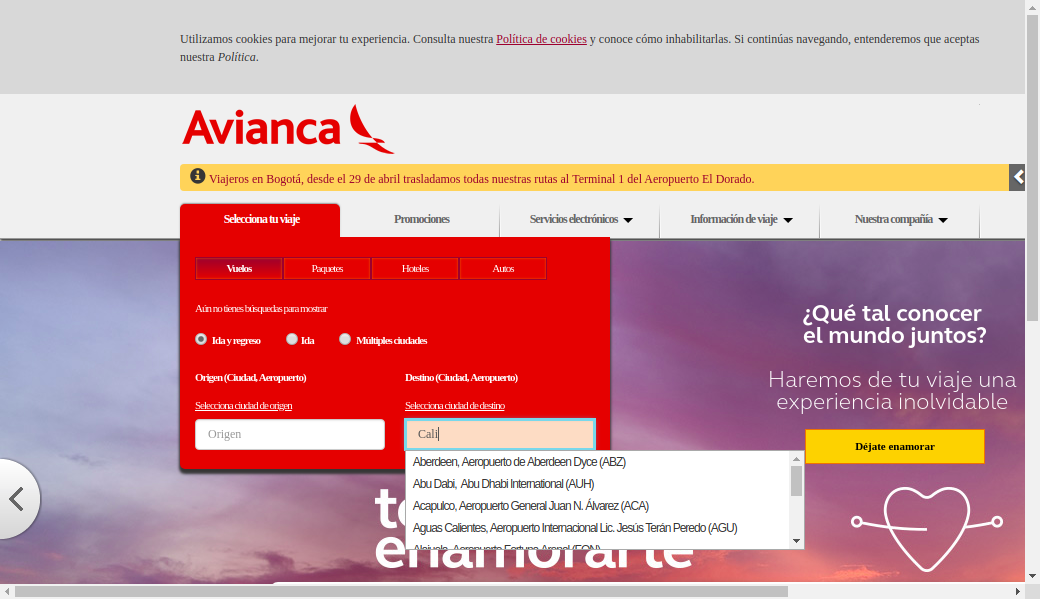 Utilizamos cookies para mejorar tu experiencia. Consulta nuestra Política de cookies y conoce cómo inhabilitarlas. Si continúas navegando, entenderemos que aceptas
nuestra Política.
Avianca
Viajeros en Bogotá, desde el 29 de abril trasladamos todas nuestras rutas al Terminal 1 del Aeropuerto El Dorado.
Selecciona tu viaje Promociones Servicios electrónicos Información de viaje Nuestra compañía
Vuelos Paquetes Hoteles Autos
Aún no tienes búsquedas para mostrar
Ida y regreso Ida Múltiples ciudades
Origen (Ciudad, Aeropuerto) Destino (Ciudad, Aeropuerto)
Selecciona ciudad de origen Selecciona ciudad de destino
Origen Cali
Aberdeen, Aeropuerto de Aberdeen Dyce (ABZ)
Abu Dabi, Abu Dhabi International (AUH)
Acapulco, Aeropuerto General Juan N. Álvarez (ACA)
Aguas Calientes, Aeropuerto Internacional Lic. Jesús Terán Peredo (AGU)
¿Qué tal conocer
el mundo juntos?
Haremos de tu viaje una
experiencia inolvidable
Déjate enamorar
enamorarte